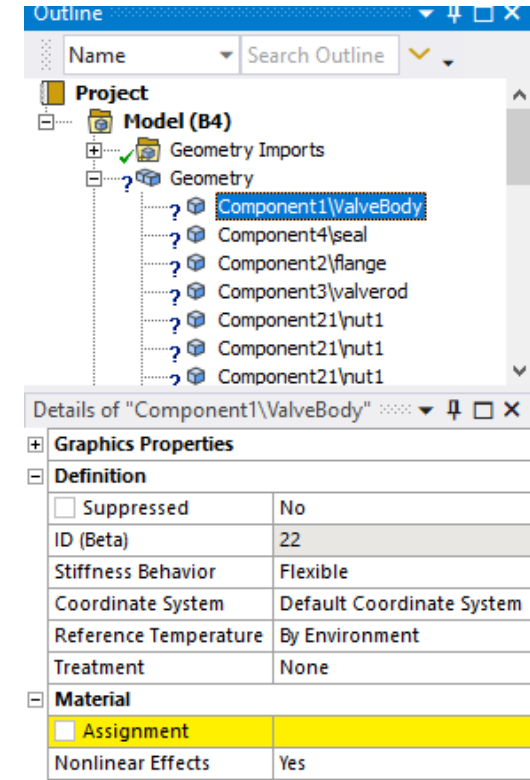 Outline
Name Search Outline
Project
Model (B4)
Geometry Imports
Geometry
Component1\ValveBody
Component4\seal
Component2\flange
Component3\valverod
Component21\nut1
Component21\nut1
Component21\nut1
Details of "Component1\ValveBody"
Graphics Properties
Definition
Suppressed No
ID (Beta) 22
Stiffness Behavior Flexible
Coordinate System Default Coordinate System
Reference Temperature By Environment
Treatment None
Material
Assignment
Nonlinear Effects Yes